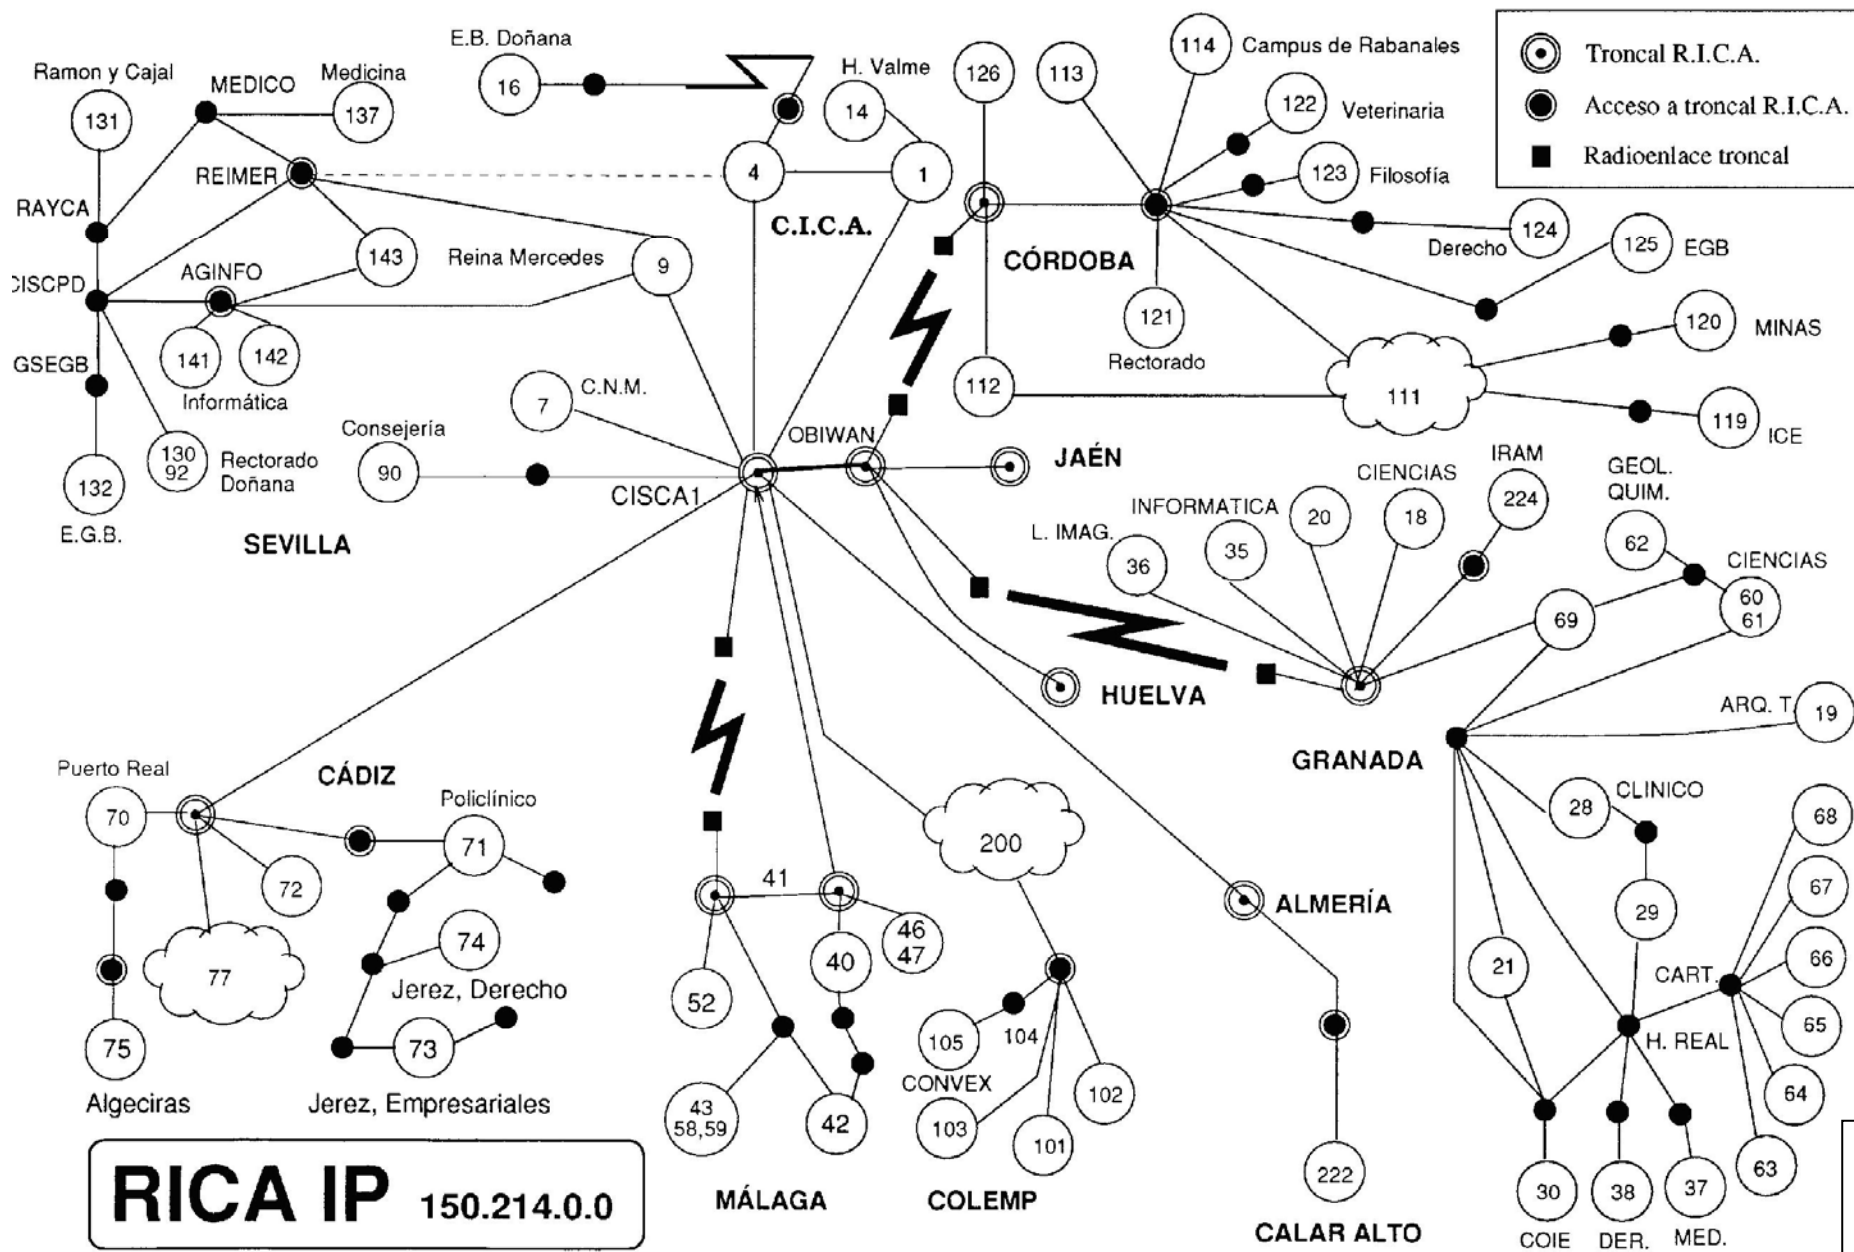 E.B. Doñana
16
Ramon y Cajal
131
MEDICO
Medicina
137
REIMER
RAYCA
CISCPD
AGINFO
143
141
142
Informática
GSEGB
132
E.G.B.
130
92
Rectorado
Doñana
SEVILLA
H. Valme
14
4
1
C.I.C.A.
Reina Mercedes
9
C.N.M.
7
Consejería
90
CISCA1
OBIWAN
126
113
114
Campus de Rabanales
122
Veterinaria
123
Filosofía
124
Derecho
125
EGB
CÓRDOBA
121
Rectorado
112
111
120
MINAS
119
ICE
Troncal R.I.C.A.
Acceso a troncal R.I.C.A.
Radioenlace troncal
JAÉN
HUELVA
L. IMAG.
36
INFORMATICA
35
20
CIENCIAS
18
IRAM
224
GEOL.
QUIM.
62
CIENCIAS
60
61
69
ARQ. T.
19
GRANADA
28
CLINICO
29
21
CART.
H. REAL
68
67
66
65
64
63
30
COIE
38
DER.
37
MED.
Puerto Real
70
CÁDIZ
Policlínico
71
72
77
74
Jerez, Derecho
73
Jerez, Empresariales
75
Algeciras
41
52
40
46
47
43
58,59
42
MÁLAGA
200
105
104
CONVEX
103
101
102
COLEMP
ALMERÍA
222
CALAR ALTO
RICA IP 150.214.0.0